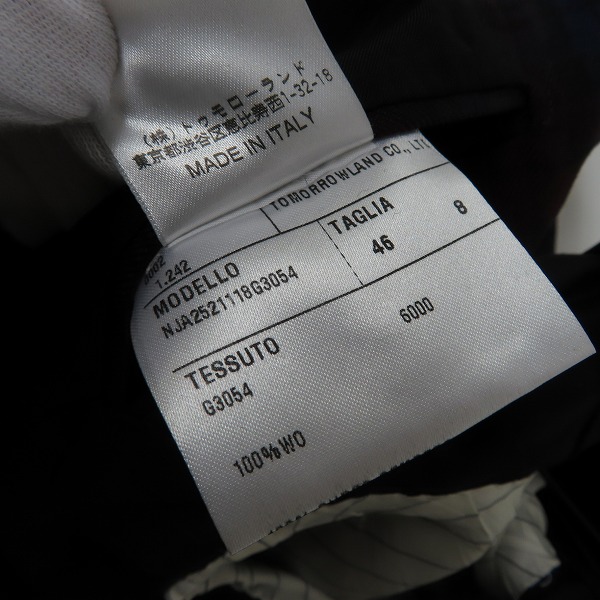 (株)トゥモローランド
東京都渋谷区恵比寿西1-32-18
MADE IN ITALY
TOMORROWLAND CO., LT
1.242
MODELLO
NJA2521118G3054
TAGLIA
46 8
TESSUTO
G3054
6000
100%WO